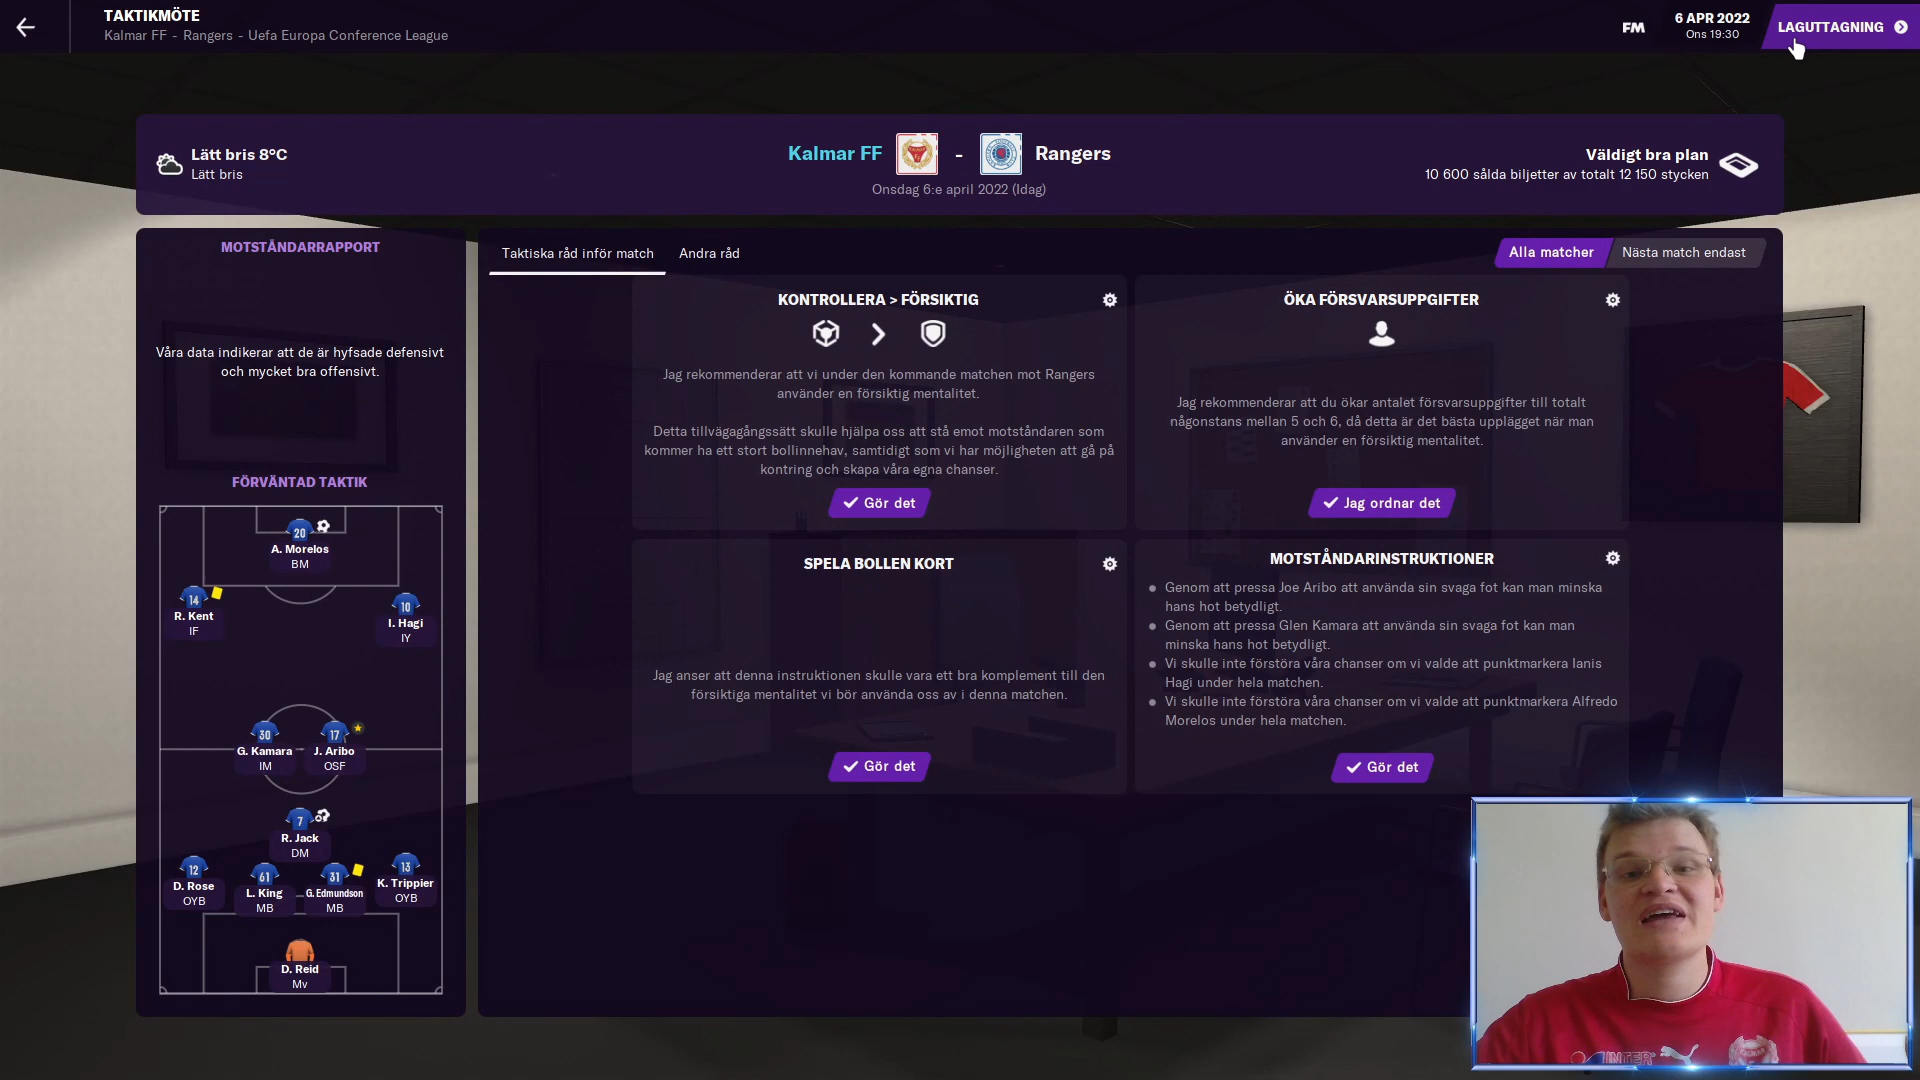 TAKTIKMÖTE
Kalmar FF - Rangers - Uefa Europa Conference League
FM
6 APR 2022
Ons 19:30
LAGUTTAGNING
Lätt bris 8°C
Lätt bris
Kalmar FF - Rangers
Onsdag 6:e april 2022 (Idag)
Väldigt bra plan
10 600 sålda biljetter av totalt 12 150 stycken
MOTSTÅNDARRAPPORT
Våra data indikerar att de är hyfsade defensivt
och mycket bra offensivt.
FÖRVÄNTAD TAKTIK
20
A. Morelos
BM
14
R. Kent
IF
10
I. Hagi
IY
30
G. Kamara
IM
17
J. Aribo
OSF
7
R. Jack
DM
12
D. Rose
OYB
61
L. King
MB
31
G. Edmundson
MB
13
K. Trippier
OYB
D. Reid
Mv
Taktiska råd inför match
Andra råd
Alla matcher
Nästa match endast
KONTROLLERA > FÖRSIKTIG
Jag rekommenderar att vi under den kommande matchen mot Rangers
använder en försiktig mentalitet.
Detta tillvägagångssätt skulle hjälpa oss att stå emot motståndaren som
kommer ha ett stort bollinnehav, samtidigt som vi har möjligheten att gå på
kontring och skapa våra egna chanser.
Gör det
ÖKA FÖRSVARSUPPGIFTER
Jag rekommenderar att du ökar antalet försvarsuppgifter till totalt
någonstans mellan 5 och 6, då detta är det bästa upplägget när man
använder en försiktig mentalitet.
Jag ordnar det
SPELA BOLLEN KORT
Jag anser att denna instruktionen skulle vara ett bra komplement till den
försiktiga mentalitet vi bör använda oss av i denna matchen.
Gör det
MOTSTÅNDARINSTRUKTIONER
Genom att pressa Joe Aribo att använda sin svaga fot kan man minska
hans hot betydligt.
Genom att pressa Glen Kamara att använda sin svaga fot kan man
minska hans hot betydligt.
Vi skulle inte förstöra våra chanser om vi valde att punktmarkera Ianis
Hagi under hela matchen.
Vi skulle inte förstöra våra chanser om vi valde att punktmarkera Alfredo
Morelos under hela matchen.
Gör det
INTER
KALMAR